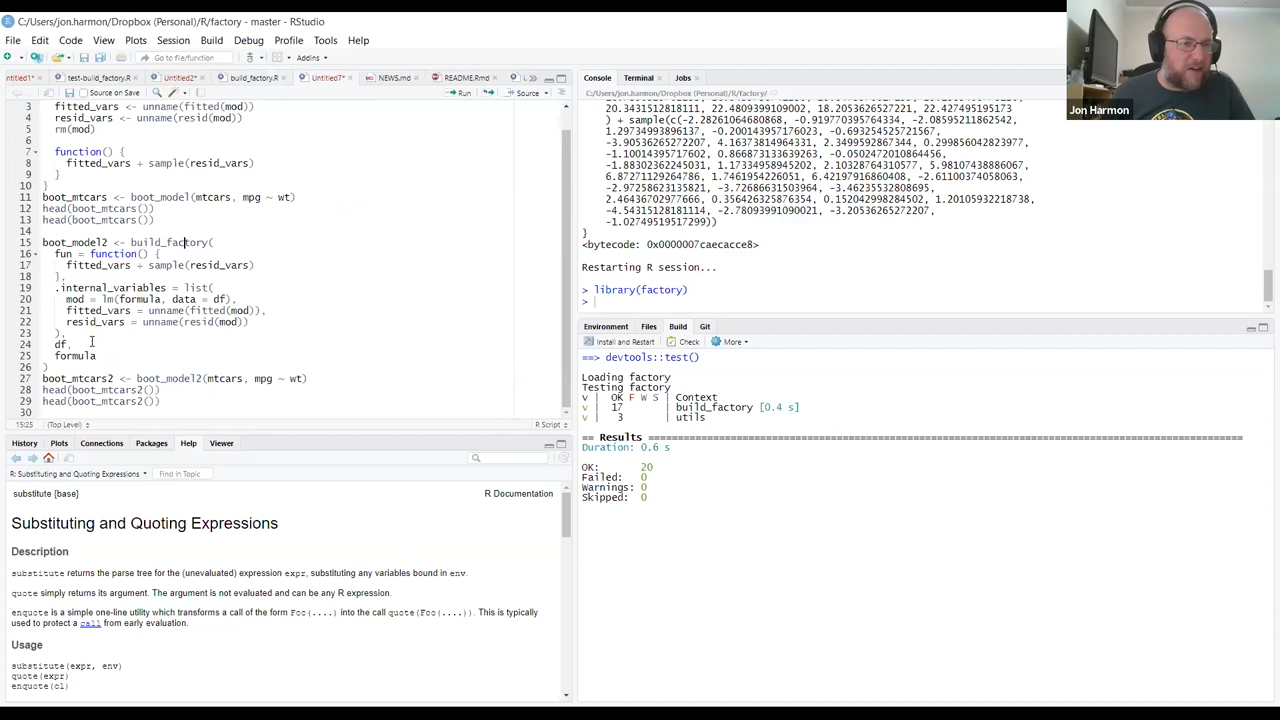 C:/Users/jon.harmon/Dropbox (Personal)/R/factory - master - RStudio
File Edit Code View Plots Session Build Debug Profile Tools Help
Go to file/function Addins
ntitled1* test-build_factory.R Untitled2* build_factory.R Untitled7* NEWS.md README.Rmd
Source on Save Run Source
3 fitted_vars <- unname(fitted(mod))
4 resid_vars <- unname(resid(mod))
5 rm(mod)
6
7 function() {
8 fitted_vars + sample(resid_vars)
9 }
10 }
11 boot_mtcars <- boot_model(mtcars, mpg ~ wt)
12 head(boot_mtcars())
13 head(boot_mtcars())
14
15 boot_model2 <- build_factory(
16 fun = function() {
17 fitted_vars + sample(resid_vars)
18 },
19 .internal_variables = list(
20 mod = lm(formula, data = df),
21 fitted_vars = unname(fitted(mod)),
22 resid_vars = unname(resid(mod))
23 ),
24 df,
25 formula
26 )
27 boot_mtcars2 <- boot_model2(mtcars, mpg ~ wt)
28 head(boot_mtcars2())
29 head(boot_mtcars2())
30
15:25 (Top Level) R Script
History Plots Connections Packages Help Viewer
R: Substituting and Quoting Expressions Find in Topic
substitute {base} R Documentation
Substituting and Quoting Expressions
Description
substitute returns the parse tree for the (unevaluated) expression expr, substituting any variables bound in env.
quote simply returns its argument. The argument is not evaluated and can be any R expression.
enquote is a simple one-line utility which transforms a call of the form Foo(....) into the call quote(Foo(....)). This is typically
used to protect a call from early evaluation.
Usage
substitute(expr, env)
quote(expr)
enquote(cl)
Console Terminal Jobs
C:/Users/jon.harmon/Dropbox (Personal)/R/factory/
20.3431512818111, 22.4809399109002, 18.2053626527221, 22.427495195173
) + sample(c(-2.28261064680868, -0.919770394764334, -2.08595211862542,
1.29734993896137, -0.200143957176023, -0.693254525721567,
-3.90536265272207, 4.16373814964331, 2.3499592867344, 0.299856042823977,
-1.10014395717602, 0.866873133639263, -0.0502472010864456,
-1.88302362245031, 1.17334958945202, 2.10328764310577, 5.98107438886067,
6.87271129264786, 1.7461954226051, 6.42197916860408, -2.61100374058063,
-2.97258623135821, -3.72686631503964, -3.46235532808695,
2.46436702977666, 0.356426325876364, 0.152042998284502, 1.20105932218738,
-4.54315128181114, -2.78093991090021, -3.20536265272207,
-1.02749519517299))
}
<bytecode: 0x0000007caecacce8>
Restarting R session...
> library(factory)
>
Environment Files Build Git
Install and Restart Check More
==> devtools::test()
Loading factory
Testing factory
v | OK F W S | Context
v | 17 | build_factory [0.4 s]
v | 3 | utils
== Results ==========================================================================================
Duration: 0.6 s
OK: 20
Failed: 0
Warnings: 0
Skipped: 0
Jon Harmon